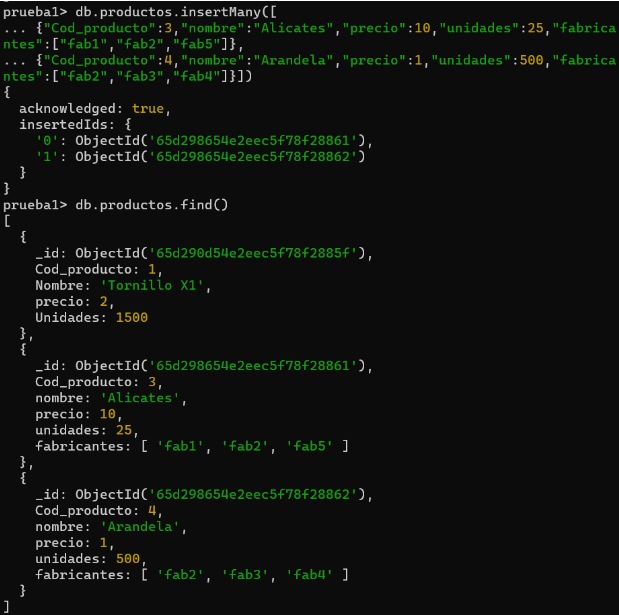 prueba1> db.productos.insertMany([
... {"Cod_producto":3,"nombre":"Alicates","precio":10,"unidades":25,"fabrica
ntes":["fab1","fab2","fab5"]},
... {"Cod_producto":4,"nombre":"Arandela","precio":1,"unidades":500,"fabrica
ntes":["fab2","fab3","fab4"]}])
{
  acknowledged: true,
  insertedIds: {
    '0': ObjectId('65d298654e2eec5f78f28861'),
    '1': ObjectId('65d298654e2eec5f78f28862')
  }
}
prueba1> db.productos.find()
[
  {
    _id: ObjectId('65d290d54e2eec5f78f2885f'),
    Cod_producto: 1,
    Nombre: 'Tornillo X1',
    precio: 2,
    Unidades: 1500
  },
  {
    _id: ObjectId('65d298654e2eec5f78f28861'),
    Cod_producto: 3,
    nombre: 'Alicates',
    precio: 10,
    unidades: 25,
    fabricantes: [ 'fab1', 'fab2', 'fab5' ]
  },
  {
    _id: ObjectId('65d298654e2eec5f78f28862'),
    Cod_producto: 4,
    nombre: 'Arandela',
    precio: 1,
    unidades: 500,
    fabricantes: [ 'fab2', 'fab3', 'fab4' ]
  }
]